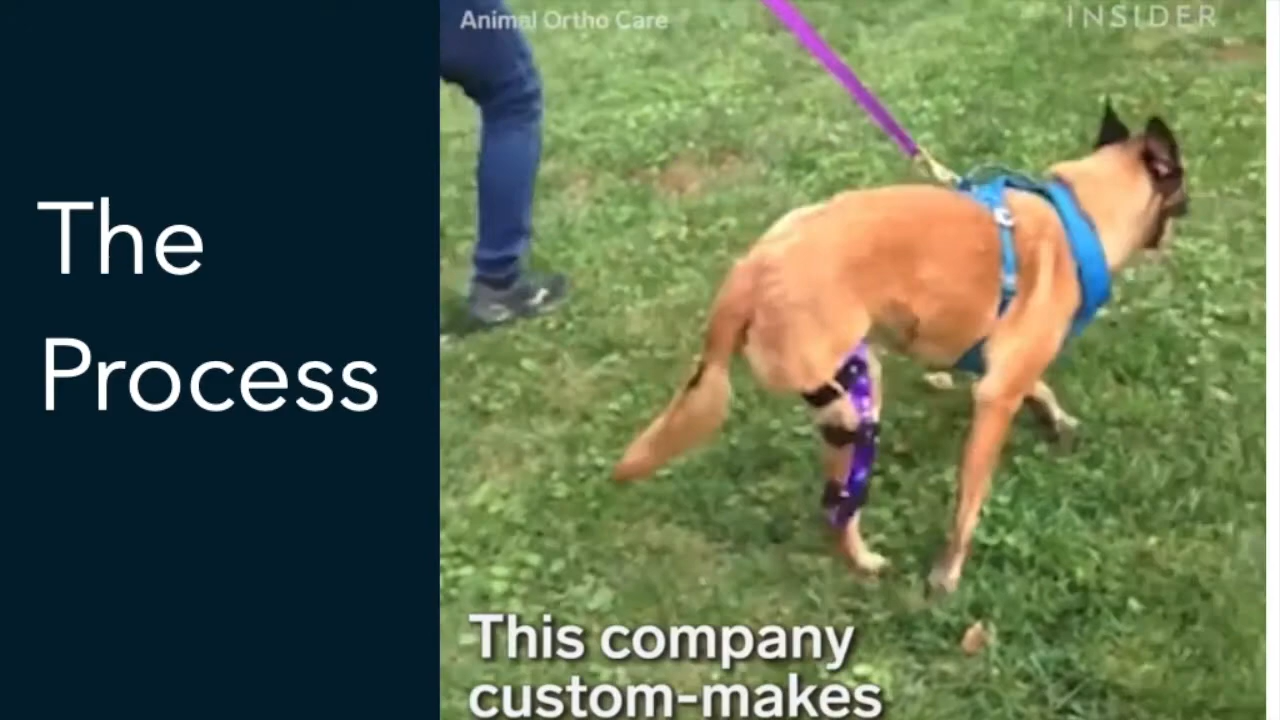 The
Process
Animal Ortho Care
INSIDER
This company
custom-makes